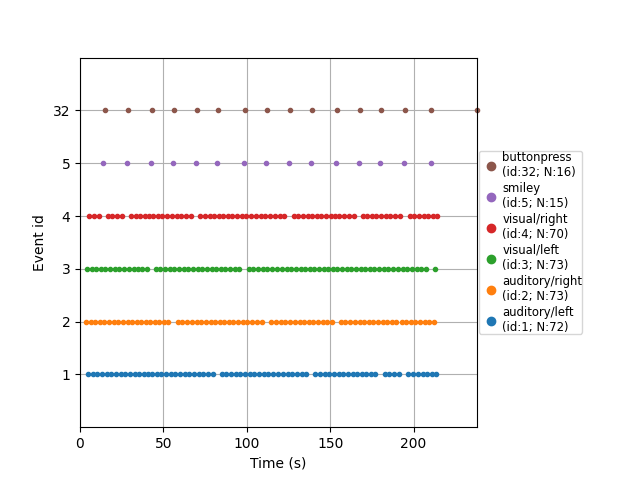 32
5
4
3
2
1
Event id
0 50 100 150 200
Time (s)
buttonpress
(id:32; N:16)
smiley
(id:5; N:15)
visual/right
(id:4; N:70)
visual/left
(id:3; N:73)
auditory/right
(id:2; N:73)
auditory/left
(id:1; N:72)